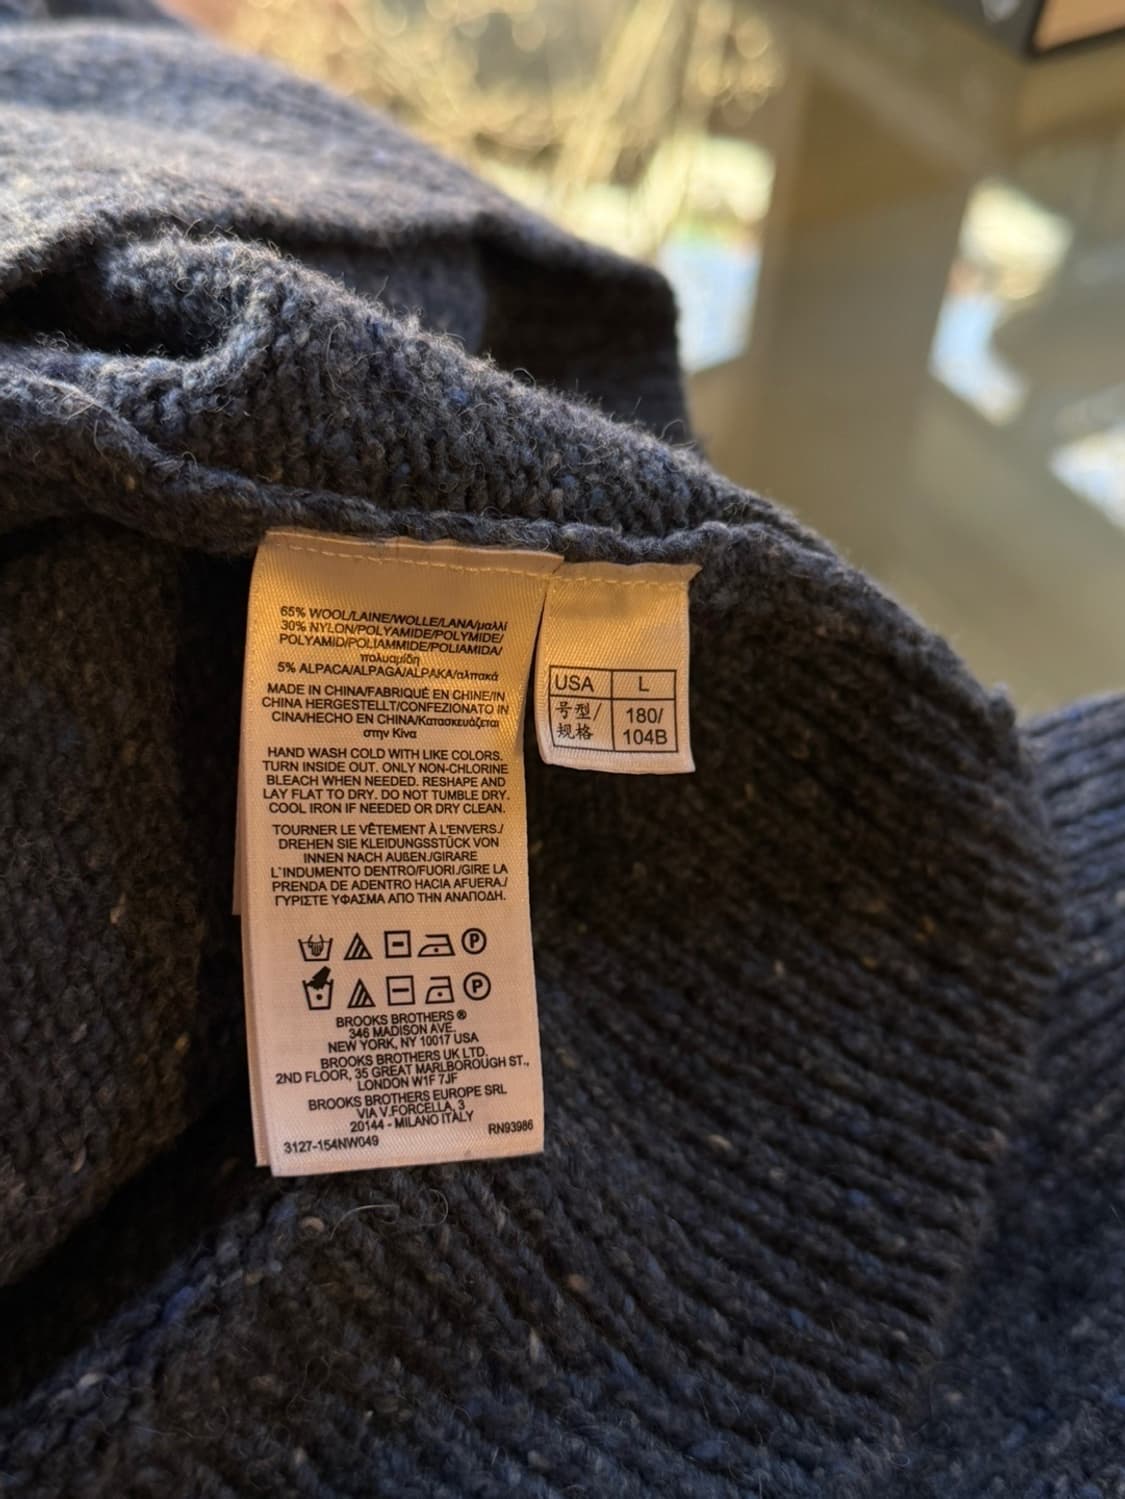 65% WOOL/LAINE/WOLLE/LANA/μαλλί
30% NYLON/POLYAMIDE/POLYMIDE/
POLYAMID/POLIAMMIDE/POLIAMIDA/
πολυαμίδη
5% ALPACA/ALPAGA/ALPAKA/αλπακά
MADE IN CHINA/FABRIQUÉ EN CHINE/IN
CHINA HERGESTELLT/CONFEZIONATO IN
CINA/HECHO EN CHINA/Κατασκευάζεται
στην Κίνα
HAND WASH COLD WITH LIKE COLORS.
TURN INSIDE OUT. ONLY NON-CHLORINE
BLEACH WHEN NEEDED. RESHAPE AND
LAY FLAT TO DRY. DO NOT TUMBLE DRY.
COOL IRON IF NEEDED OR DRY CLEAN.
TOURNER LE VÊTEMENT À L'ENVERS./
DREHEN SIE KLEIDUNGSSTÜCK VON
INNEN NACH AUßEN./GIRARE
L`INDUMENTO DENTRO/FUORI./GIRE LA
PRENDA DE ADENTRO HACIA AFUERA./
ΓΥΡΙΣΤΕ ΥΦΑΣΜΑ ΑΠΟ ΤΗΝ ΑΝΑΠΟΔΗ.
P
P
BROOKS BROTHERS ®
346 MADISON AVE.
NEW YORK, NY 10017 USA
BROOKS BROTHERS UK LTD.
2ND FLOOR, 35 GREAT MARLBOROUGH ST.,
LONDON W1F 7JF
BROOKS BROTHERS EUROPE SRL
VIA V.FORCELLA, 3
20144 - MILANO ITALY
3127-154NW049 RN93986
USA L
号型/ 180/
规格 104B